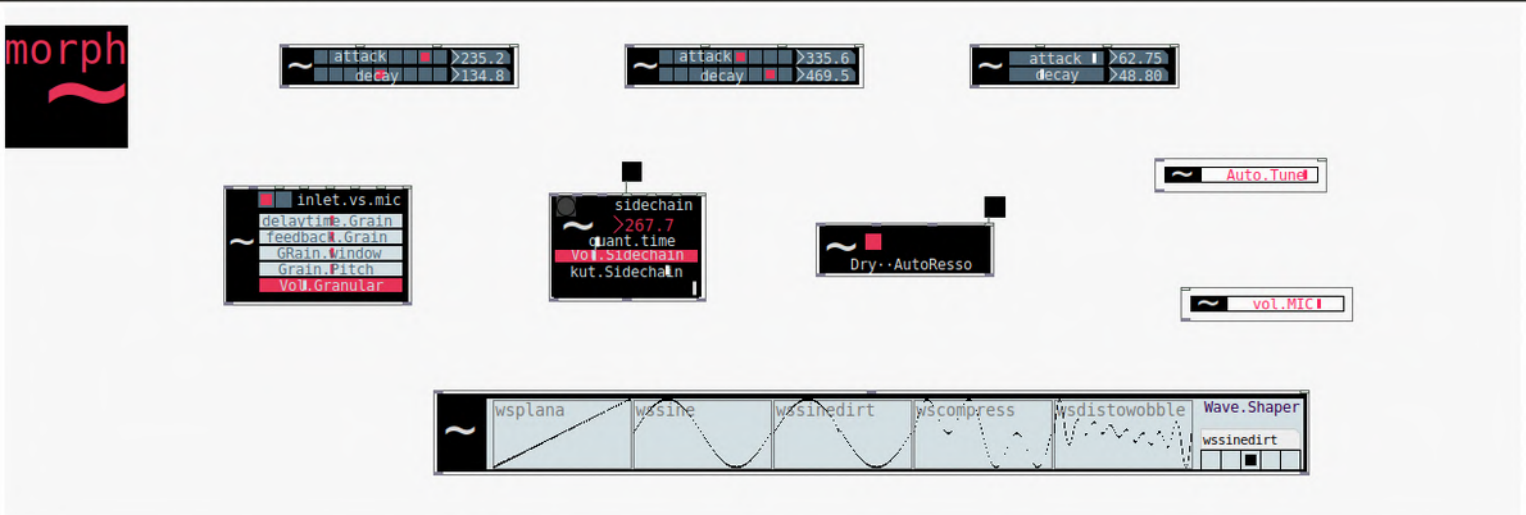 morph
~
~ attack >235.2
decay >134.8
~ attack >335.6
decay >469.5
~ attack >62.75
decay >48.80
~ Auto.Tune
inlet.vs.mic
delaytime.Grain
feedback.Grain
~ GRain.window
Grain.Pitch
Vol.Granular
sidechain
~ >267.7
quant.time
Vol.Sidechain
kut.Sidechain
~
Dry··AutoResso
~ vol.MIC
~ wsplana wssine wssinedirt wscompress wsdistowobble Wave.Shaper
wssinedirt